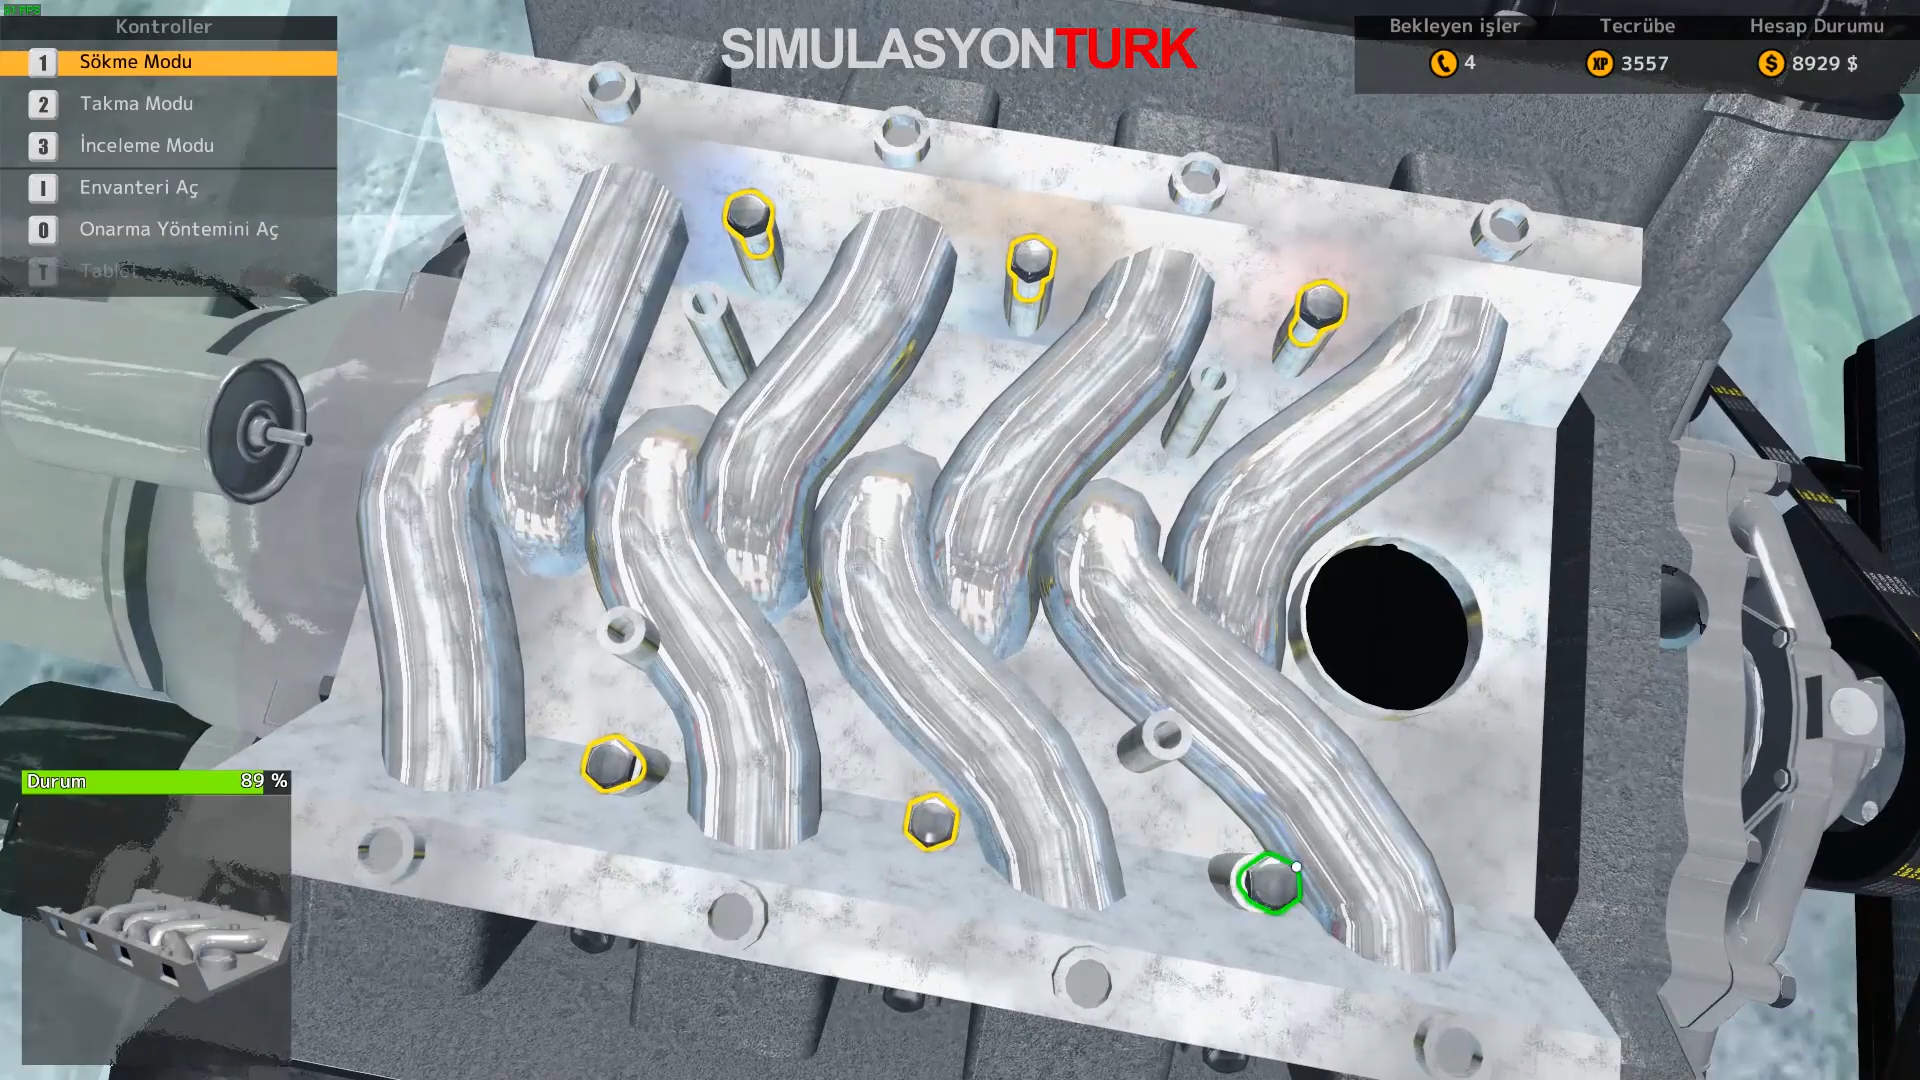 Kontroller
1 Sökme Modu
2 Takma Modu
3 İnceleme Modu
I Envanteri Aç
O Onarma Yöntemini Aç
T Tablet
SIMULASYONTURK
Bekleyen işler Tecrübe Hesap Durumu
4 XP 3557 $ 8929 $
Durum 89 %